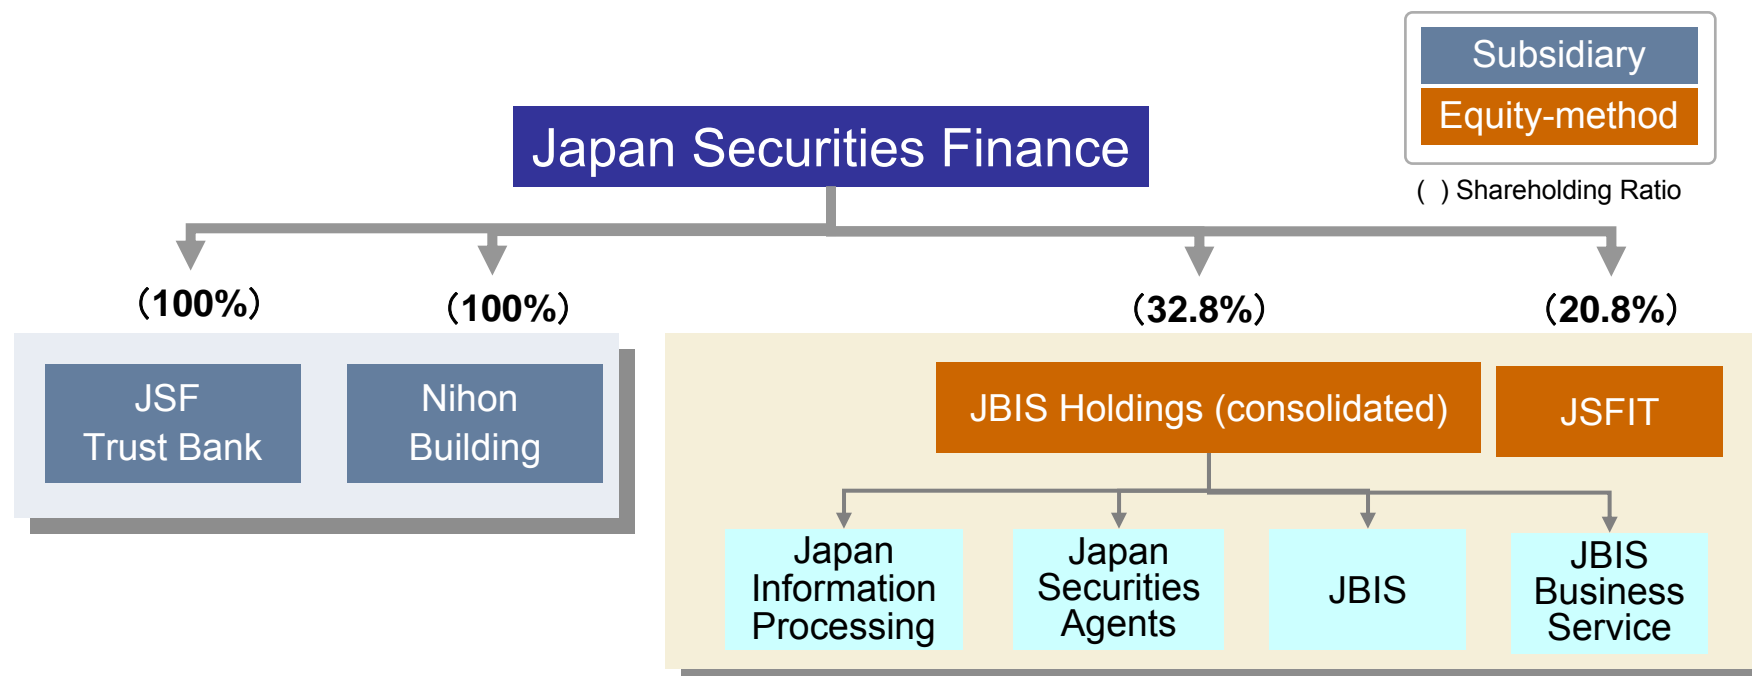 Subsidiary
Equity-method
( ) Shareholding Ratio
Japan Securities Finance
（100%）
（100%）
（32.8%）
（20.8%）
JSF
Trust Bank
Nihon
Building
JBIS Holdings (consolidated)
JSFIT
Japan
Information
Processing
Japan
Securities
Agents
JBIS
JBIS
Business
Service